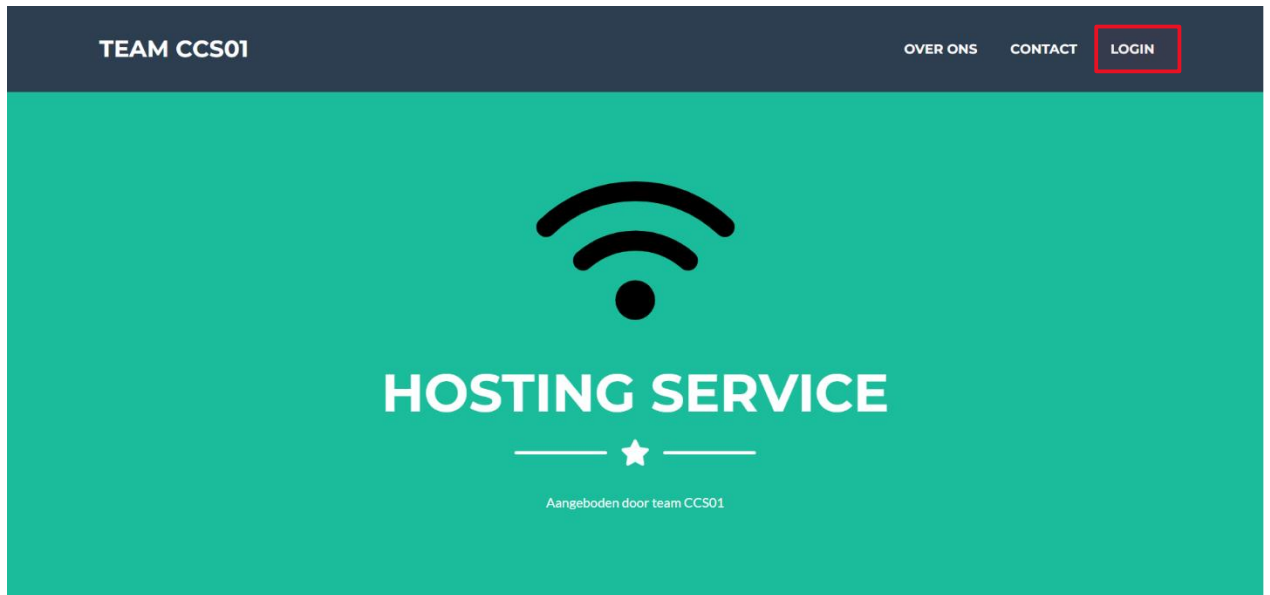 TEAM CCS01
OVER ONS CONTACT LOGIN
HOSTING SERVICE
Aangeboden door team CCS01